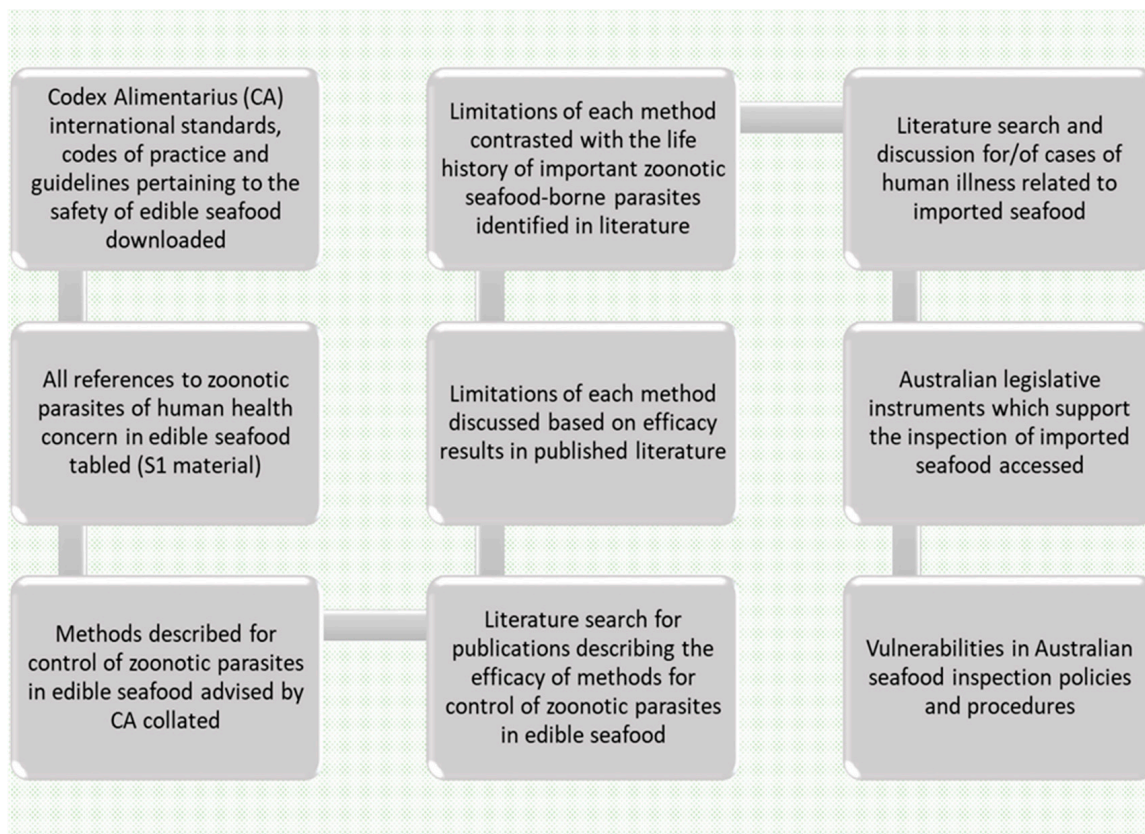 Codex Alimentarius (CA)
international standards,
codes of practice and
guidelines pertaining to the
safety of edible seafood
downloaded
All references to zoonotic
parasites of human health
concern in edible seafood
tabled (S1 material)
Methods described for
control of zoonotic parasites
in edible seafood advised by
CA collated
Literature search for
publications describing the
efficacy of methods for
control of zoonotic parasites
in edible seafood
Limitations of each method
discussed based on efficacy
results in published literature
Limitations of each method
contrasted with the life
history of important zoonotic
seafood-borne parasites
identified in literature
Literature search and
discussion for/of cases of
human illness related to
imported seafood
Australian legislative
instruments which support
the inspection of imported
seafood accessed
Vulnerabilities in Australian
seafood inspection policies
and procedures